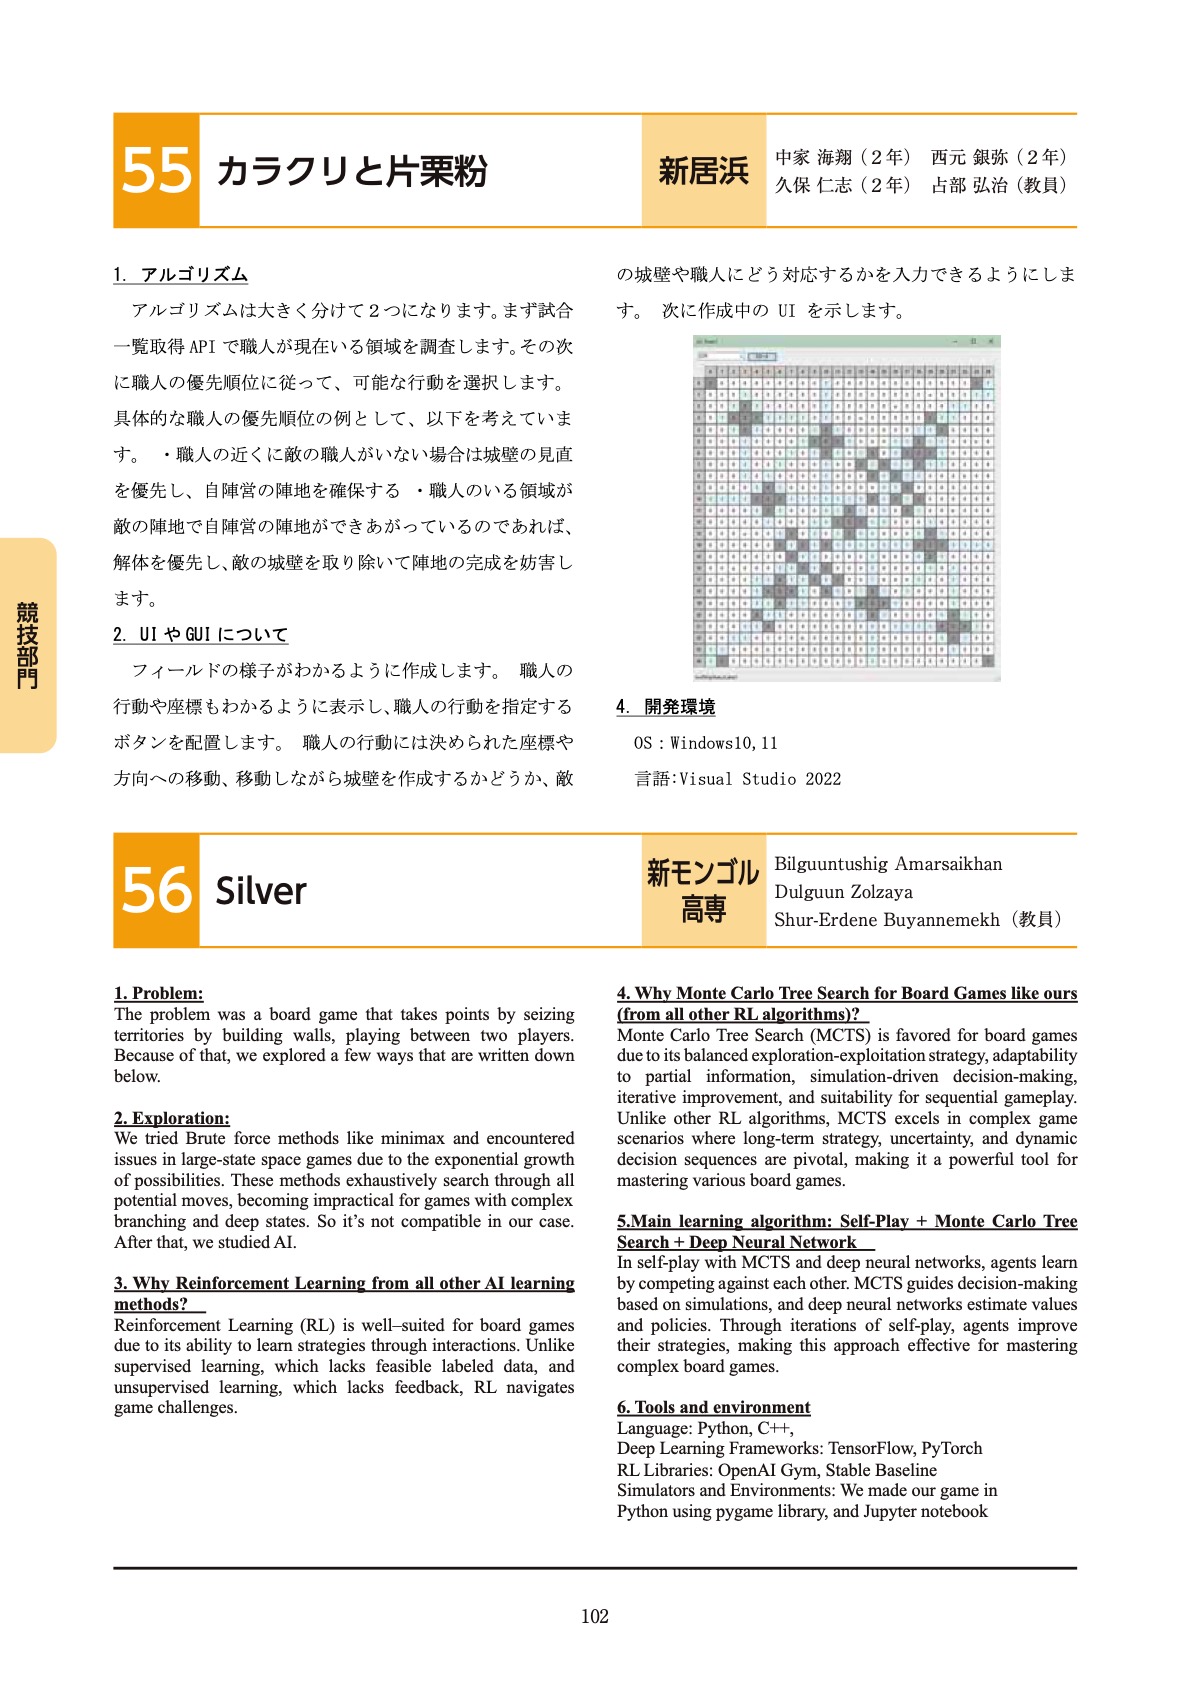 55
カラクリと片栗粉
新居浜
中家 海翔（２年） 西元 銀弥（２年）
久保 仁志（２年） 占部 弘治（教員）
1. アルゴリズム
アルゴリズムは大きく分けて２つになります。まず試合
一覧取得 API で職人が現在いる領域を調査します。その次
に職人の優先順位に従って、可能な行動を選択します。
具体的な職人の優先順位の例として、以下を考えていま
す。 ・職人の近くに敵の職人がいない場合は城壁の見直
を優先し、自陣営の陣地を確保する ・職人のいる領域が
敵の陣地で自陣営の陣地ができあがっているのであれば、
解体を優先し、敵の城壁を取り除いて陣地の完成を妨害し
ます。
2. UI や GUI について
フィールドの様子がわかるように作成します。 職人の
行動や座標もわかるように表示し、職人の行動を指定する
ボタンを配置します。 職人の行動には決められた座標や
方向への移動、移動しながら城壁を作成するかどうか、敵
の城壁や職人にどう対応するかを入力できるようにしま
す。 次に作成中の UI を示します。
4. 開発環境
OS：Windows10,11
言語：Visual Studio 2022
競技部門
56
Silver
新モンゴル
高専
Bilguuntushig Amarsaikhan
Dulguun Zolzaya
Shur-Erdene Buyannemekh（教員）
1. Problem:
The problem was a board game that takes points by seizing
territories by building walls, playing between two players.
Because of that, we explored a few ways that are written down
below.
2. Exploration:
We tried Brute force methods like minimax and encountered
issues in large-state space games due to the exponential growth
of possibilities. These methods exhaustively search through all
potential moves, becoming impractical for games with complex
branching and deep states. So it’s not compatible in our case.
After that, we studied AI.
3. Why Reinforcement Learning from all other AI learning
methods?
Reinforcement Learning (RL) is well–suited for board games
due to its ability to learn strategies through interactions. Unlike
supervised learning, which lacks feasible labeled data, and
unsupervised learning, which lacks feedback, RL navigates
game challenges.
4. Why Monte Carlo Tree Search for Board Games like ours
(from all other RL algorithms)?
Monte Carlo Tree Search (MCTS) is favored for board games
due to its balanced exploration-exploitation strategy, adaptability
to partial information, simulation-driven decision-making,
iterative improvement, and suitability for sequential gameplay.
Unlike other RL algorithms, MCTS excels in complex game
scenarios where long-term strategy, uncertainty, and dynamic
decision sequences are pivotal, making it a powerful tool for
mastering various board games.
5.Main learning algorithm: Self-Play + Monte Carlo Tree
Search + Deep Neural Network
In self-play with MCTS and deep neural networks, agents learn
by competing against each other. MCTS guides decision-making
based on simulations, and deep neural networks estimate values
and policies. Through iterations of self-play, agents improve
their strategies, making this approach effective for mastering
complex board games.
6. Tools and environment
Language: Python, C++,
Deep Learning Frameworks: TensorFlow, PyTorch
RL Libraries: OpenAI Gym, Stable Baseline
Simulators and Environments: We made our game in
Python using pygame library, and Jupyter notebook
102